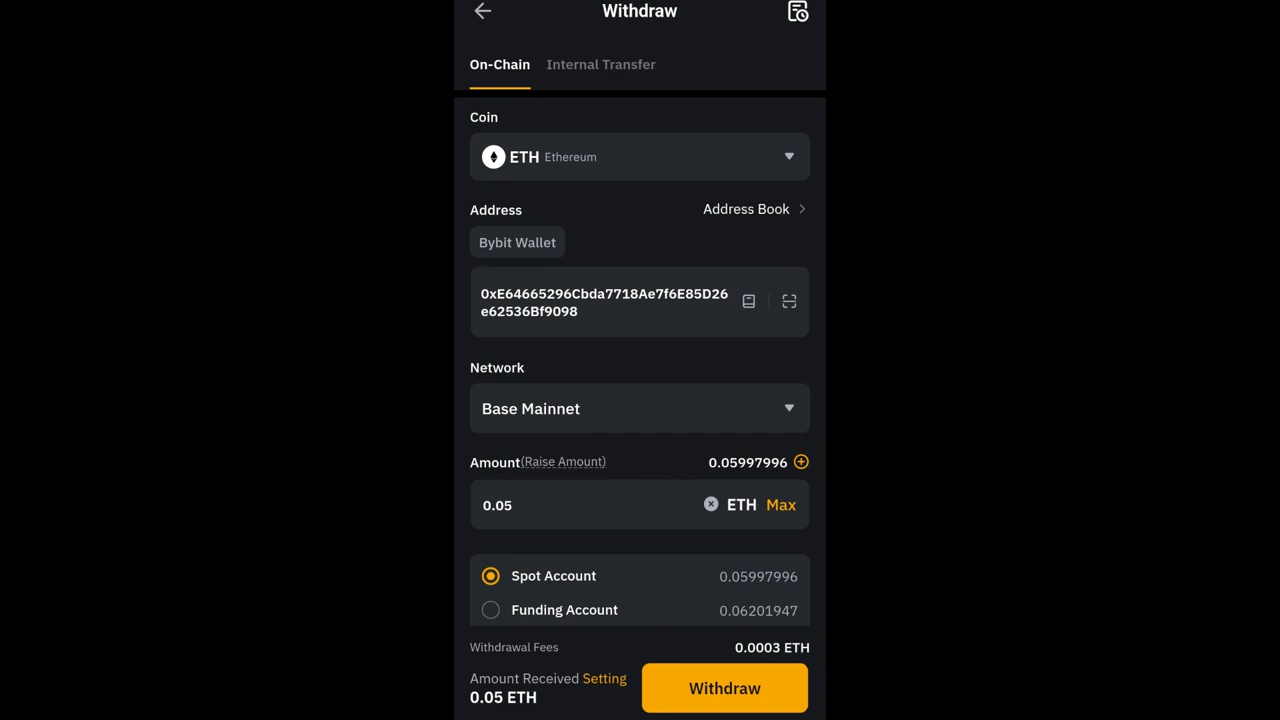 Withdraw
On-Chain Internal Transfer
Coin
ETH Ethereum
Address Address Book
Bybit Wallet
0xE64665296Cbda7718Ae7f6E85D26
e62536Bf9098
Network
Base Mainnet
Amount(Raise Amount) 0.05997996
0.05 ETH Max
Spot Account 0.05997996
Funding Account 0.06201947
Withdrawal Fees 0.0003 ETH
Amount Received Setting
0.05 ETH
Withdraw